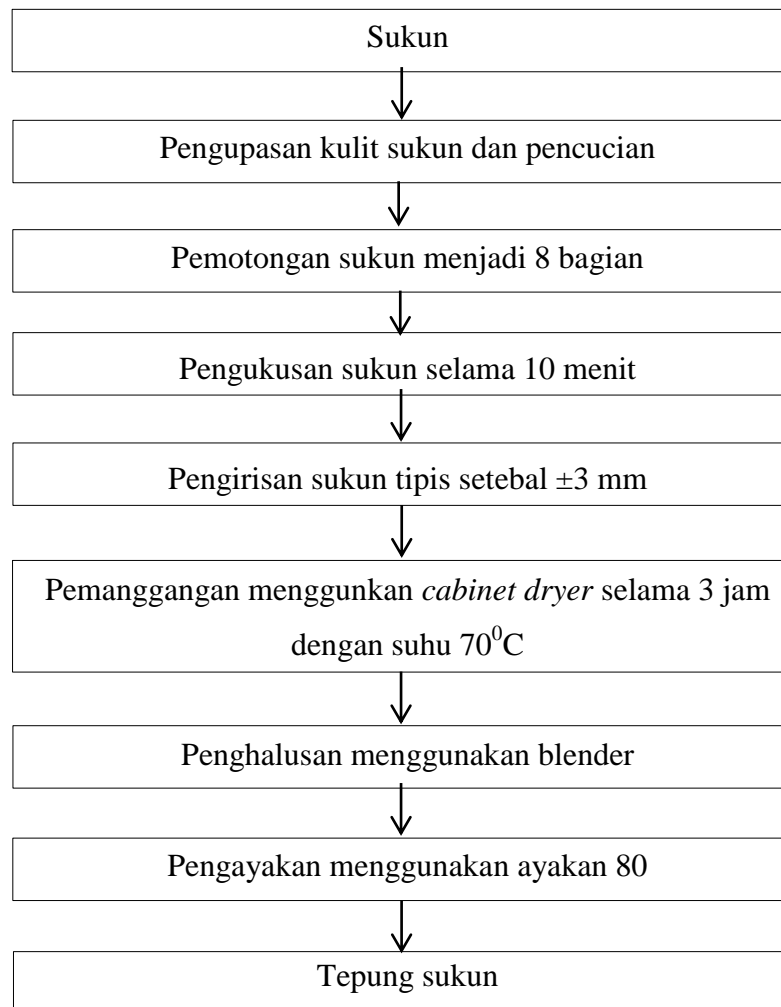 Sukun
Pengupasan kulit sukun dan pencucian
Pemotongan sukun menjadi 8 bagian
Pengukusan sukun selama 10 menit
Pengirisan sukun tipis setebal ±3 mm
Pemanggangan menggunkan cabinet dryer selama 3 jam
dengan suhu 70⁰C
Penghalusan menggunakan blender
Pengayakan menggunakan ayakan 80
Tepung sukun